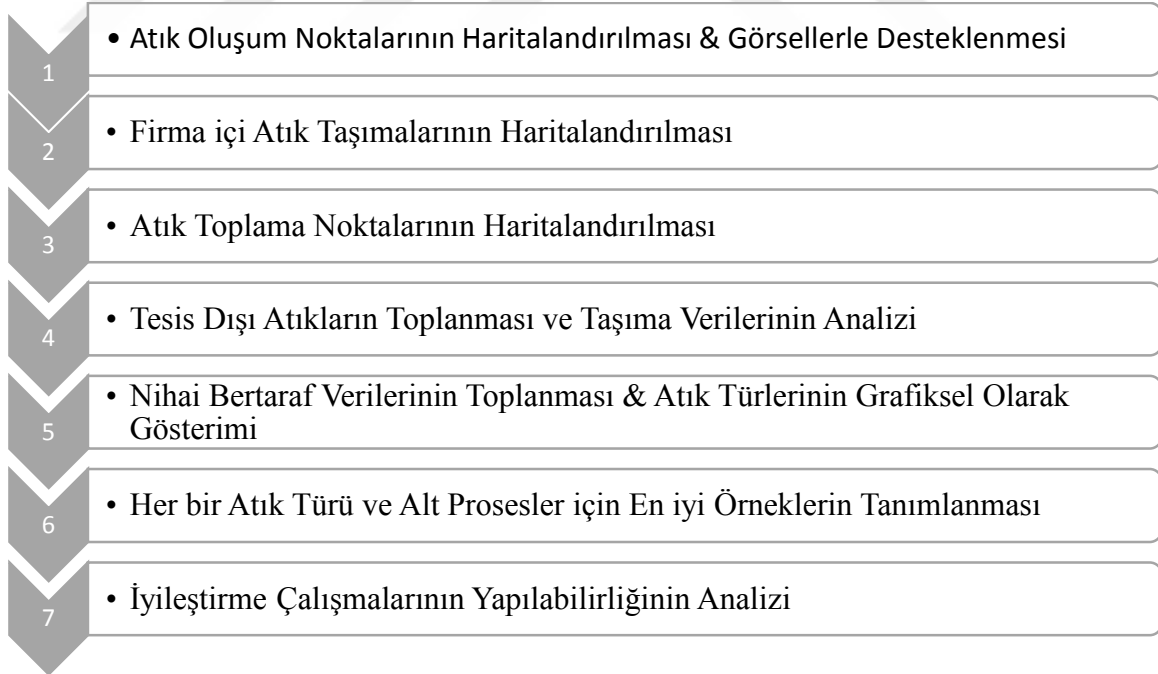 • Atık Oluşum Noktalarının Haritalandırılması & Görsellerle Desteklenmesi
1
• Firma içi Atık Taşımalarının Haritalandırılması
2
• Atık Toplama Noktalarının Haritalandırılması
3
• Tesis Dışı Atıkların Toplanması ve Taşıma Verilerinin Analizi
4
• Nihai Bertaraf Verilerinin Toplanması & Atık Türlerinin Grafiksel Olarak
Gösterimi
5
• Her bir Atık Türü ve Alt Prosesler için En iyi Örneklerin Tanımlanması
6
• İyileştirme Çalışmalarının Yapılabilirliğinin Analizi
7